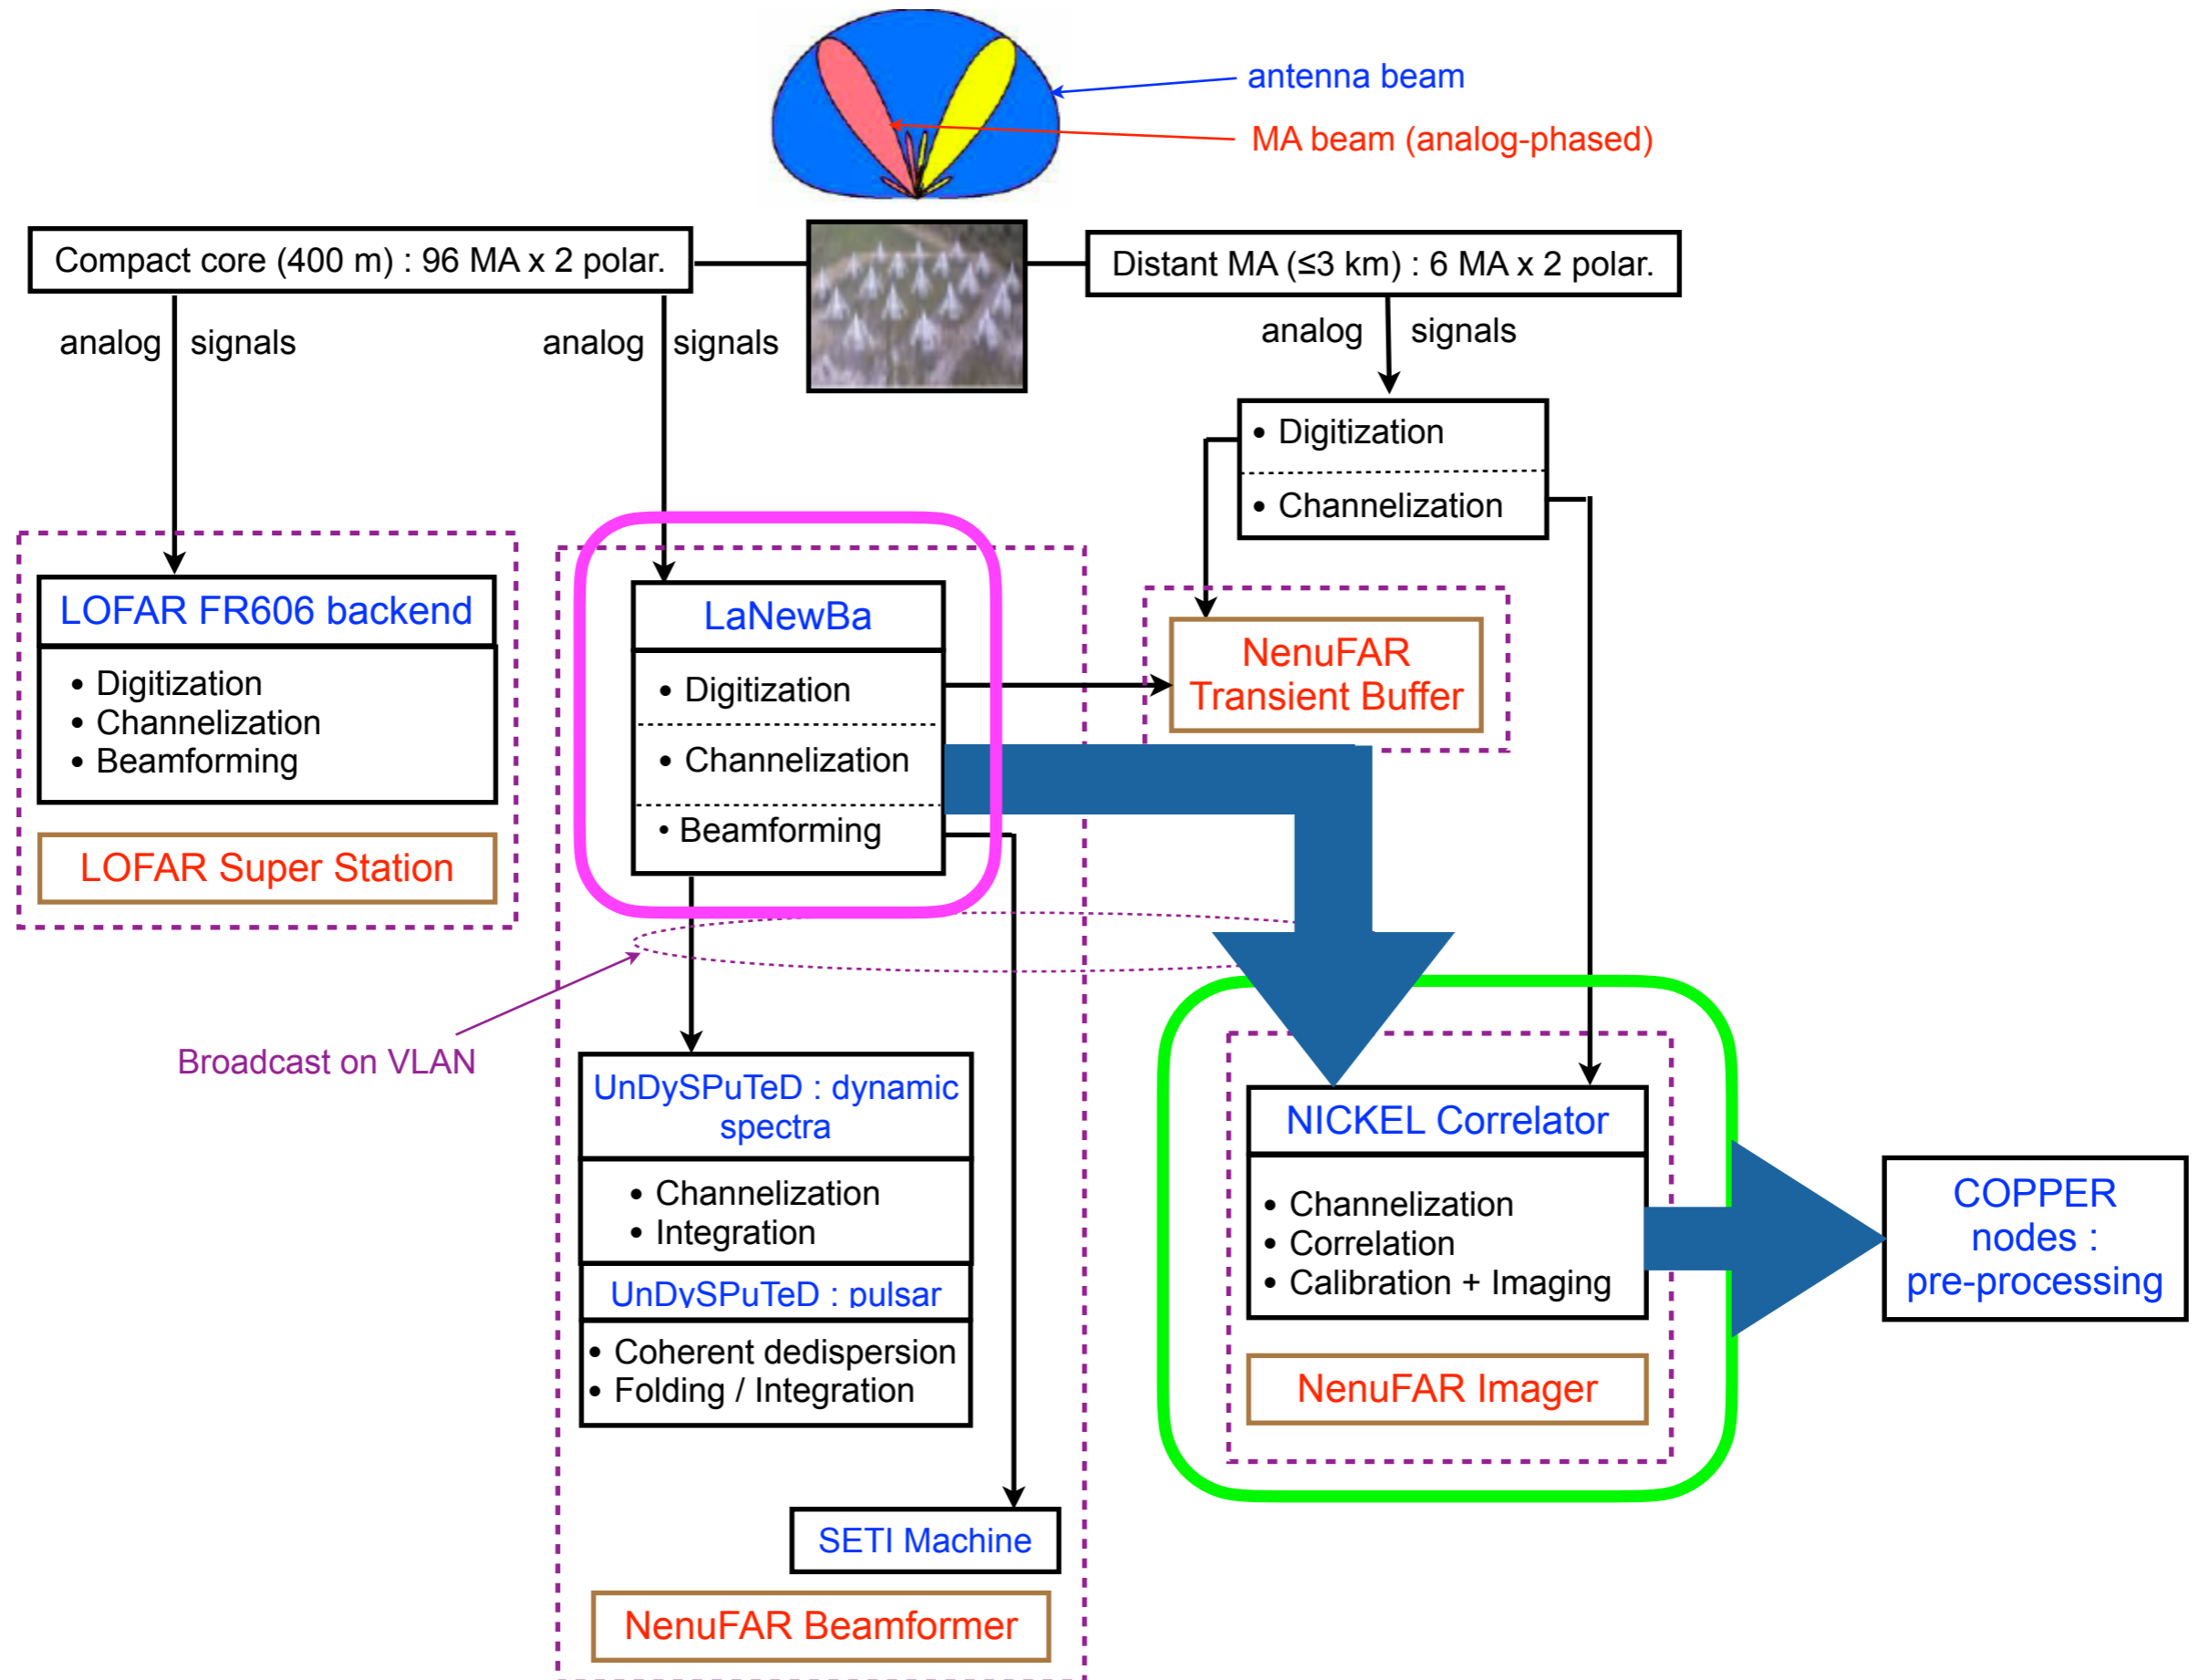 antenna beam
MA beam (analog-phased)
Compact core (400 m) : 96 MA x 2 polar.
Distant MA (≤3 km) : 6 MA x 2 polar.
analog signals
analog signals
analog signals
• Digitization
• Channelization
LOFAR FR606 backend
• Digitization
• Channelization
• Beamforming
LOFAR Super Station
LaNewBa
• Digitization
• Channelization
• Beamforming
NenuFAR
Transient Buffer
Broadcast on VLAN
UnDySPuTeD : dynamic
spectra
• Channelization
• Integration
UnDySPuTeD : pulsar
• Coherent dedispersion
• Folding / Integration
SETI Machine
NenuFAR Beamformer
NICKEL Correlator
• Channelization
• Correlation
• Calibration + Imaging
NenuFAR Imager
COPPER
nodes :
pre-processing